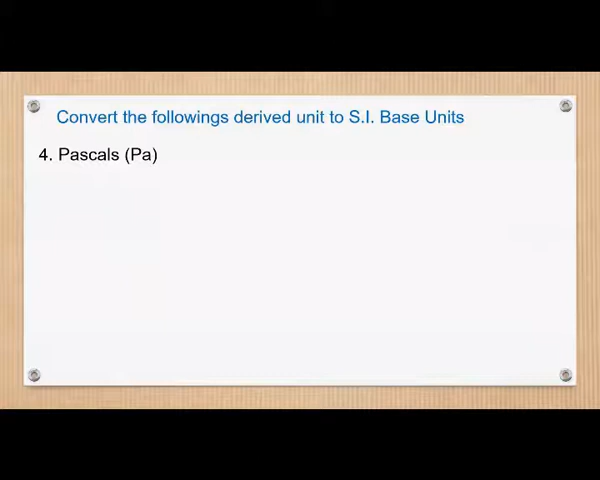 Convert the followings derived unit to S.I. Base Units
4. Pascals (Pa)